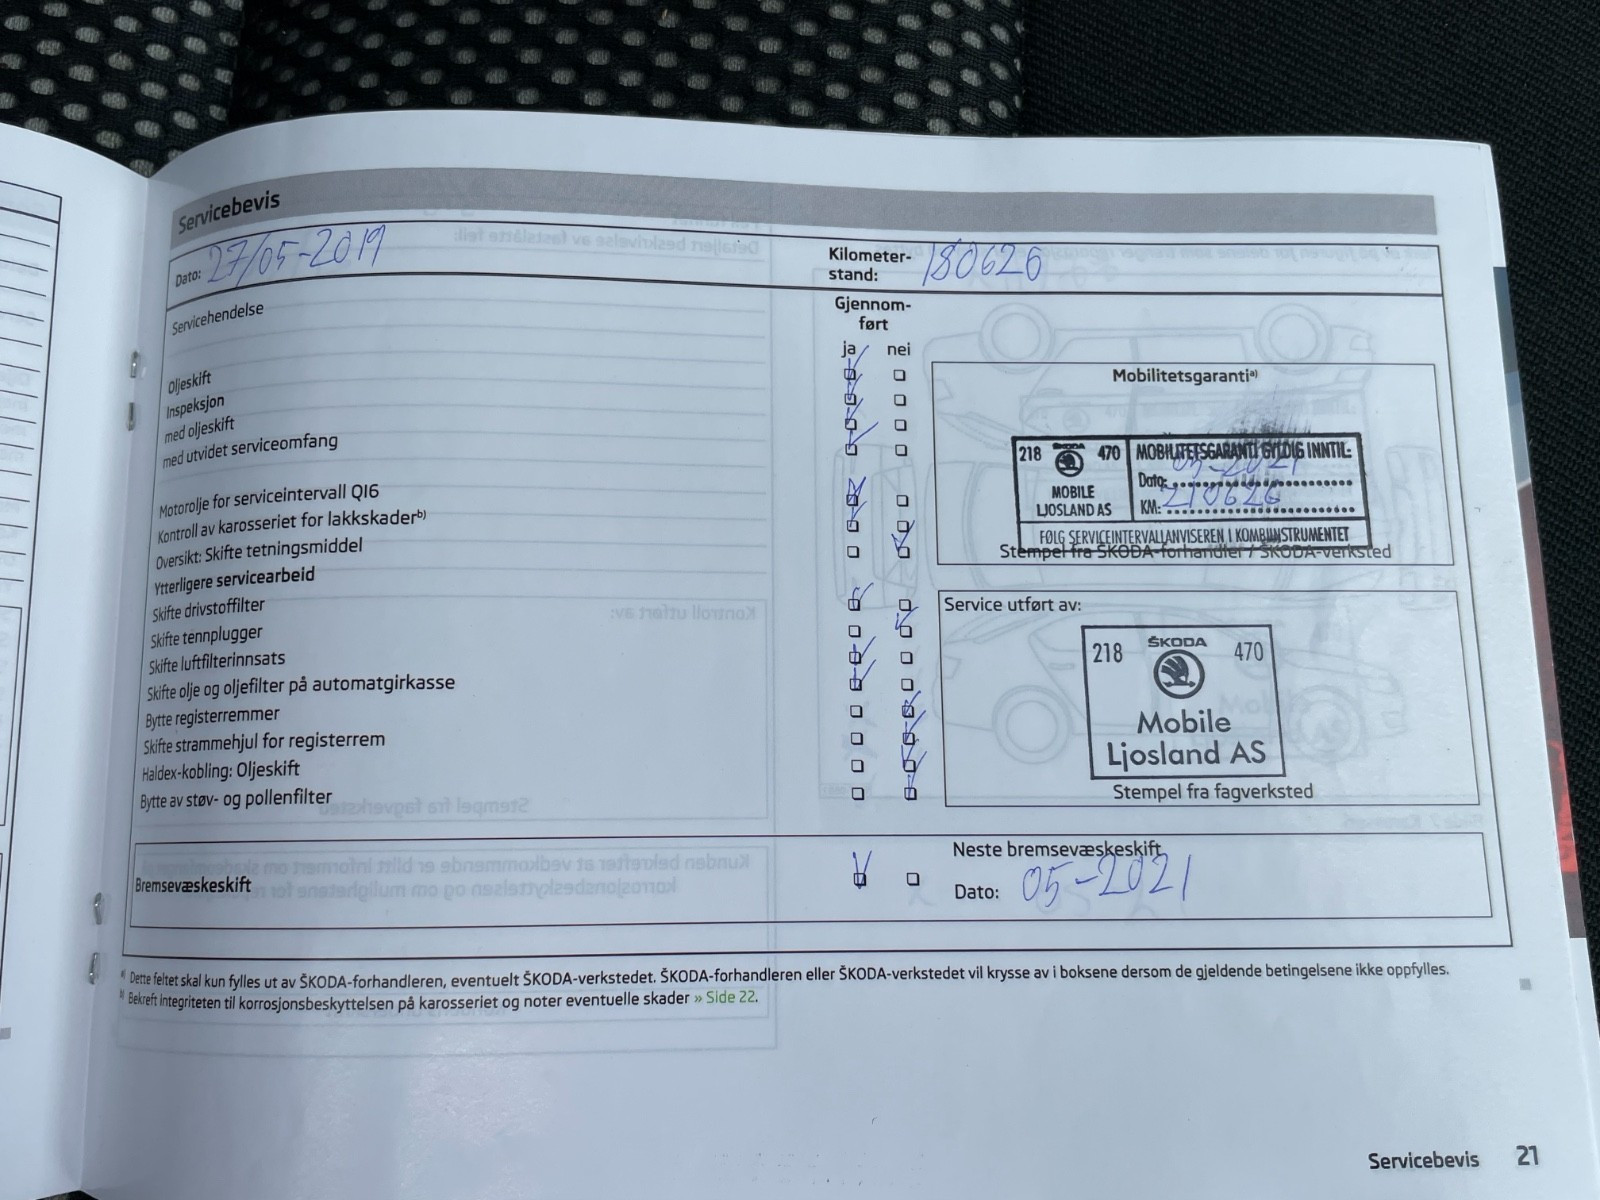 Servicebevis
Dato: 27/05-2019
Kilometer-
stand: 180626
Servicehendelse
Gjennom-
ført
ja nei
Oljeskift
Inspeksjon
med oljeskift
med utvidet serviceomfang
Motorolje for serviceintervall QI6
Kontroll av karosseriet for lakkskader b)
Oversikt: Skifte tetningsmiddel
Ytterligere servicearbeid
Skifte drivstoffilter
Skifte tennplugger
Skifte luftfilterinnsats
Skifte olje og oljefilter på automatgirkasse
Bytte registerremmer
Skifte strammehjul for registerrem
Haldex-kobling: Oljeskift
Bytte av støv- og pollenfilter
Mobilitetsgaranti a)
218 ŠKODA 470
MOBILE
LJOSLAND AS
MOBILITETSGARANTI GYLDIG INNTIL:
Dato: 05-2021
KM: 210626
FØLG SERVICEINTERVALLANVISEREN I KOMBIINSTRUMENTET
Stempel fra ŠKODA-forhandler / ŠKODA-verksted
Service utført av:
218 ŠKODA 470
Mobile
Ljosland AS
Stempel fra fagverksted
Bremsevæskeskift
Neste bremsevæskeskift
Dato: 05-2021
a) Dette feltet skal kun fylles ut av ŠKODA-forhandleren, eventuelt ŠKODA-verkstedet. ŠKODA-forhandleren eller ŠKODA-verkstedet vil krysse av i boksene dersom de gjeldende betingelsene ikke oppfylles.
b) Bekreft integriteten til korrosjonsbeskyttelsen på karosseriet og noter eventuelle skader » Side 22.
Servicebevis 21